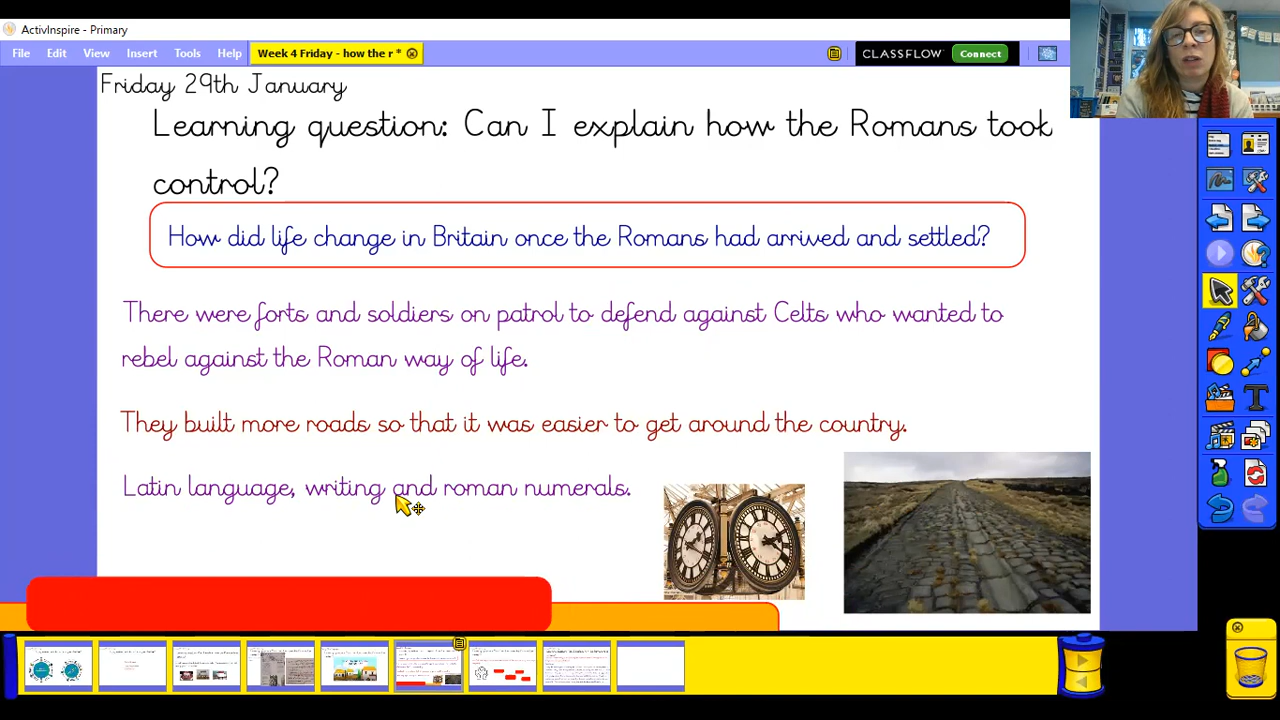 ActivInspire - Primary
File Edit View Insert Tools Help Week 4 Friday - how the r * CLASSFLOW Connect
Friday 29th January
Learning question: Can I explain how the Romans took
control?
How did life change in Britain once the Romans had arrived and settled?
There were forts and soldiers on patrol to defend against Celts who wanted to
rebel against the Roman way of life.
They built more roads so that it was easier to get around the country.
Latin language, writing and roman numerals.